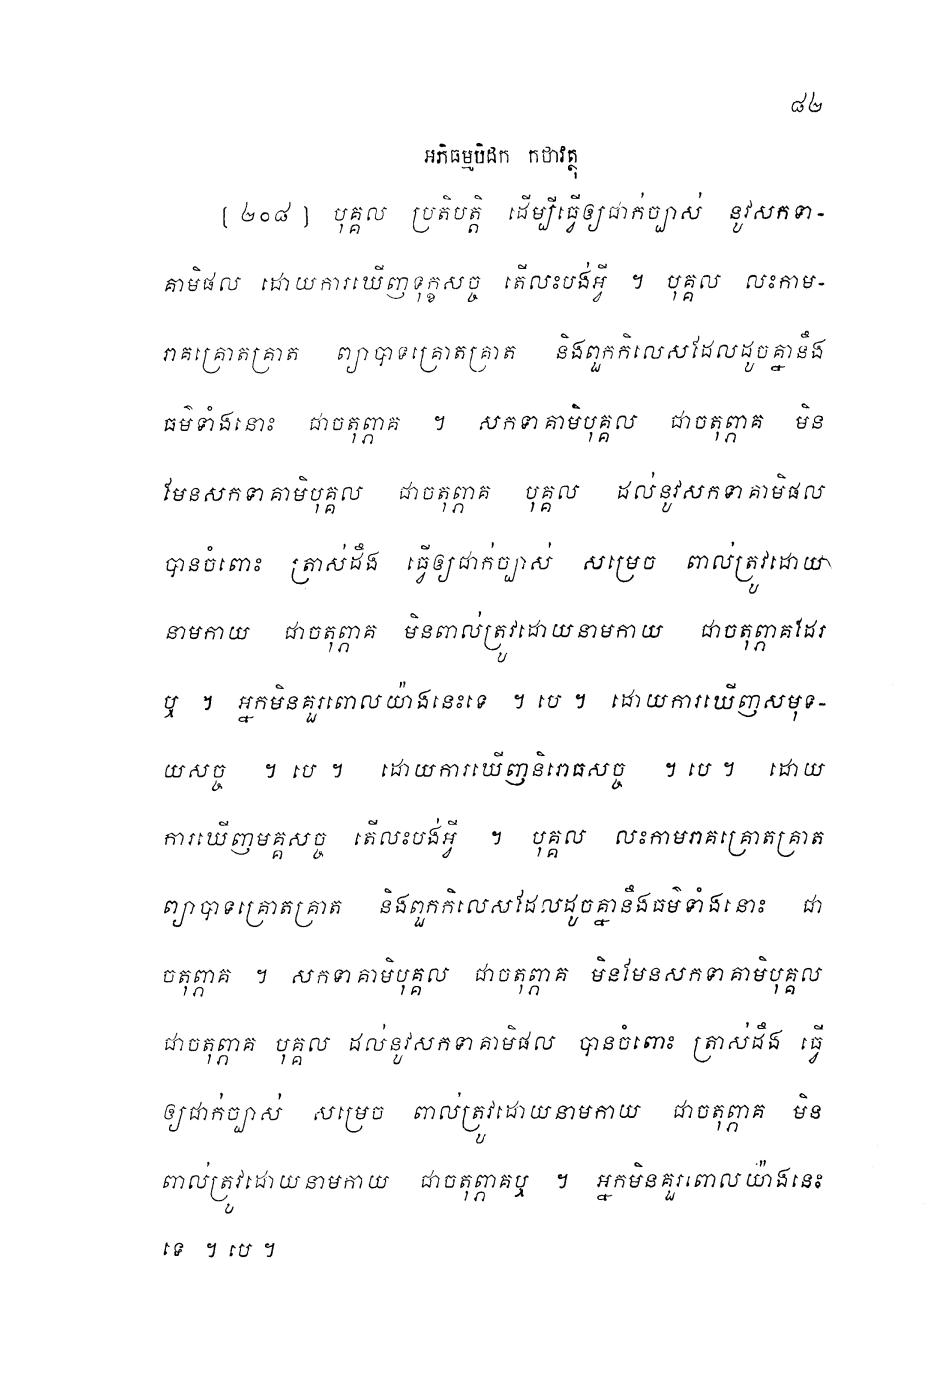 ៨២
អភិធម្មបិដក កថាវត្ថុ
[ ២០៨ ] បុគ្គល ប្រតិបត្តិ ដើម្បីធ្វើឲ្យជាក់ច្បាស់ នូវសកទា-
គាមិផល ដោយការឃើញទុក្ខសច្ច តើលះបង់អ្វី ។ បុគ្គល លះកាម-
រាគគ្រោតគ្រាត ព្យាបាទគ្រោតគ្រាត និងពួកកិលេសដែលដូចគ្នានឹង
ធម៌ទាំងនោះ ជាចតុព្ភាគ ។ សកទាគាមិបុគ្គល ជាចតុព្ភាគ មិន
មែនសកទាគាមិបុគ្គល ជាចតុព្ភាគ បុគ្គល ដល់នូវសកទាគាមិផល
បានចំពោះ ត្រាស់ដឹង ធ្វើឲ្យជាក់ច្បាស់ សម្រេច ពាល់ត្រូវដោយ
នាមកាយ ជាចតុព្ភាគ មិនពាល់ត្រូវដោយនាមកាយ ជាចតុព្ភាគដែរ
ឬ ។ អ្នកមិនគួរពោលយ៉ាងនេះទេ ។ បេ ។ ដោយការឃើញសមុទ-
យសច្ច ។ បេ ។ ដោយការឃើញនិរោធសច្ច ។ បេ ។ ដោយ
ការឃើញមគ្គសច្ច តើលះបង់អ្វី ។ បុគ្គល លះកាមរាគគ្រោតគ្រាត
ព្យាបាទគ្រោតគ្រាត និងពួកកិលេសដែលដូចគ្នានឹងធម៌ទាំងនោះ ជា
ចតុព្ភាគ ។ សកទាគាមិបុគ្គល ជាចតុព្ភាគ មិនមែនសកទាគាមិបុគ្គល
ជាចតុព្ភាគ បុគ្គល ដល់នូវសកទាគាមិផល បានចំពោះ ត្រាស់ដឹង ធ្វើ
ឲ្យជាក់ច្បាស់ សម្រេច ពាល់ត្រូវដោយនាមកាយ ជាចតុព្ភាគ មិន
ពាល់ត្រូវដោយនាមកាយ ជាចតុព្ភាគឬ ។ អ្នកមិនគួរពោលយ៉ាងនេះ
ទេ ។ បេ ។